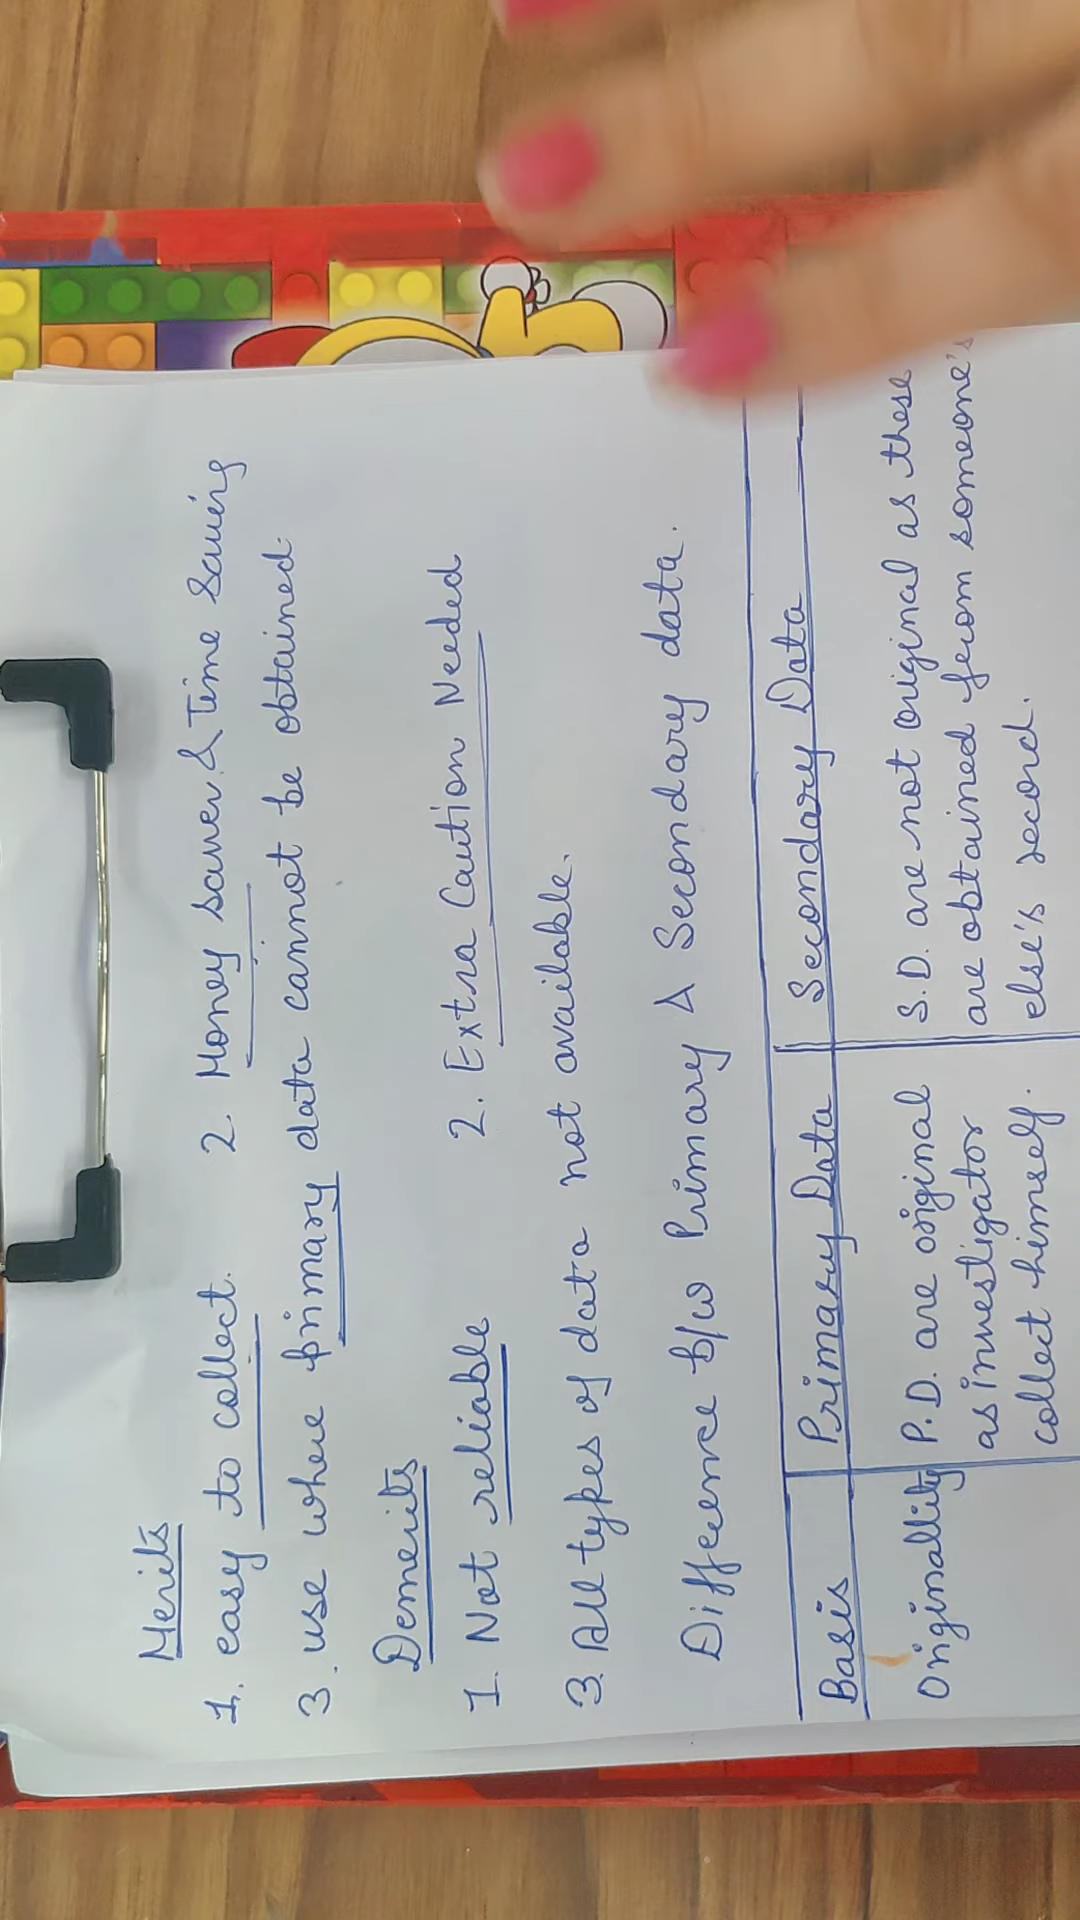 Merits
1. easy to collect. 2. Money saver & Time Saving
3. use where primary data cannot be obtained.
Demerits
1. Not reliable 2. Extra Caution Needed
3. All types of data not available.
Difference b/w Primary & Secondary data.
Basis Primary Data Secondary Data
Originallity P.D. are original S.D. are not original as these
as investigator are obtained from someone's
collect himself. else's record.